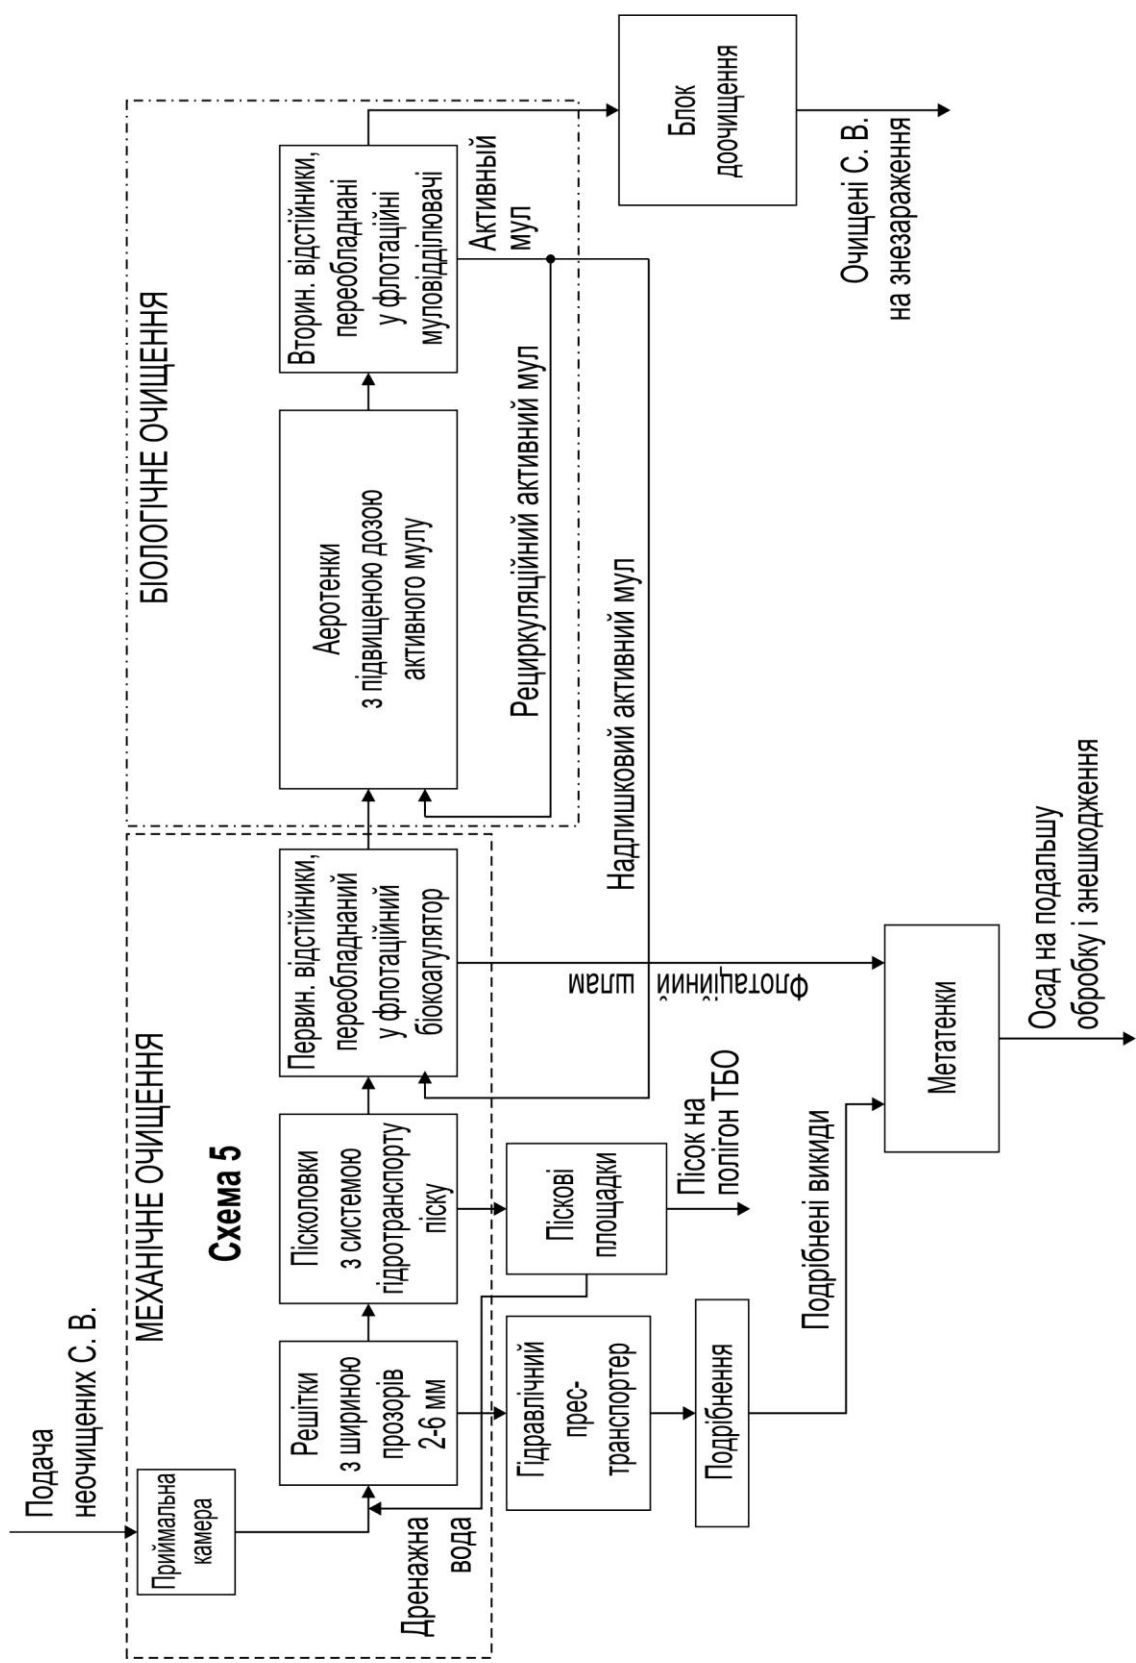 Подача
неочищених С. В.
МЕХАНІЧНЕ ОЧИЩЕННЯ
Приймальна
камера
Схема 5
Решітки
з шириною
прозорів
2-6 мм
Пісколовки
з системою
гідротранспорту
піску
Первин. відстійники,
переобладнаний
у флотаційний
біокоагулятор
БІОЛОГІЧНЕ ОЧИЩЕННЯ
Аеротенки
з підвищеною дозою
активного мулу
Вторин. відстійники,
переобладнані
у флотаційні
муловідділювачі
Активный
мул
Рециркуляційний активний мул
Надлишковий активний мул
Блок
доочищення
Очищені С. В.
на знезараження
Дренажна
вода
Гідравлічний
прес-
транспортер
Піскові
площадки
Пісок на
полігон ТБО
Подрібнення
Подрібнені викиди
Флотаційний шлам
Метатенки
Осад на подальшу
обробку і знешкодження